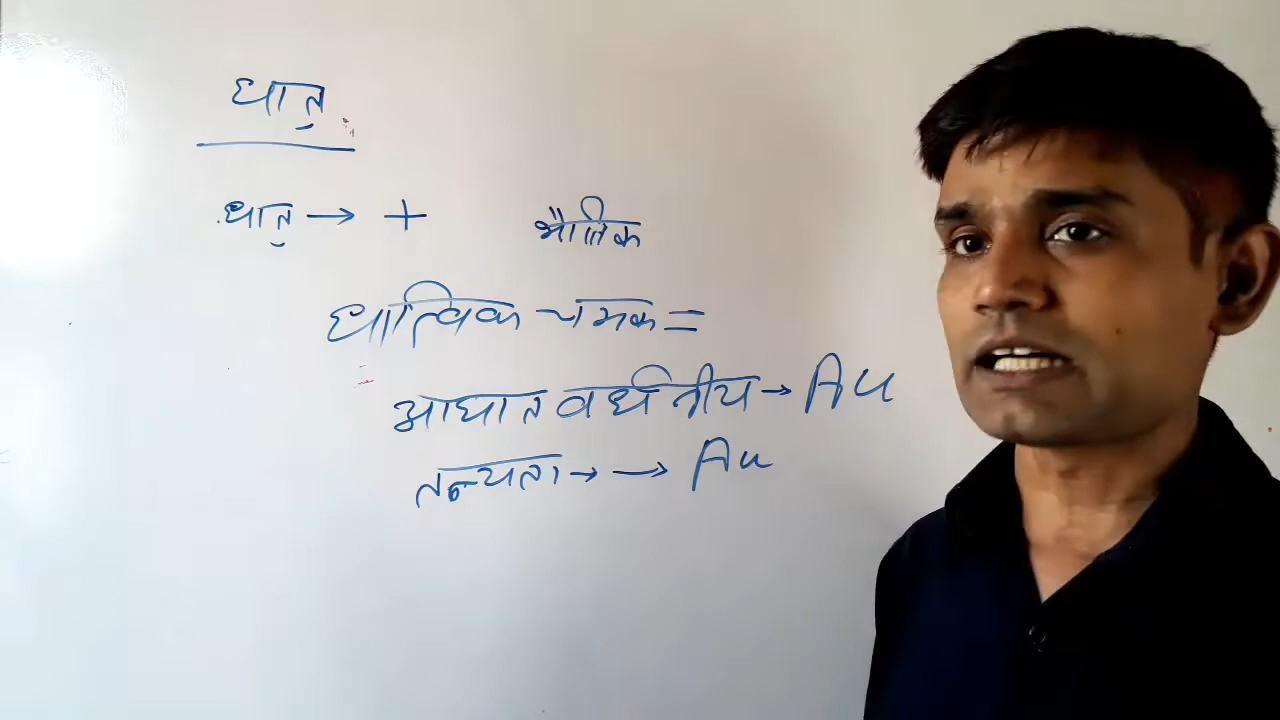 धातु
धातु → + भौतिक
धात्विक चमक =
आघातवर्धनीय → Au
तन्यता → → Au